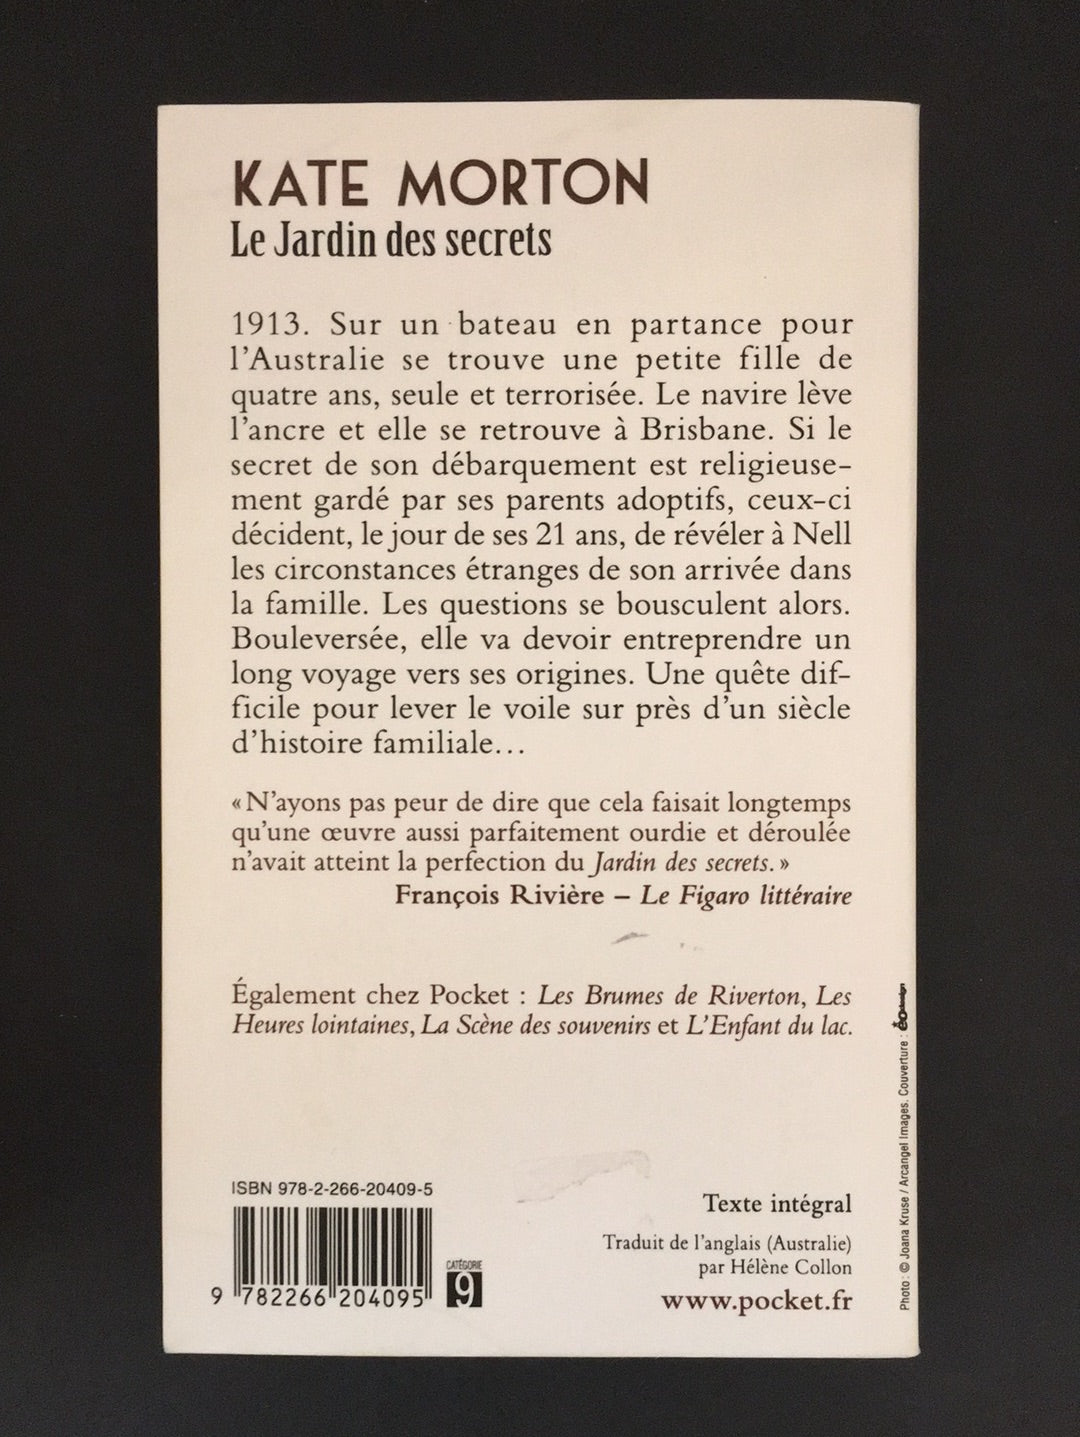 KATE MORTON
Le Jardin des secrets
1913. Sur un bateau en partance pour
l'Australie se trouve une petite fille de
quatre ans, seule et terrorisée. Le navire lève
l'ancre et elle se retrouve à Brisbane. Si le
secret de son débarquement est religieuse-
ment gardé par ses parents adoptifs, ceux-ci
décident, le jour de ses 21 ans, de révéler à Nell
les circonstances étranges de son arrivée dans
la famille. Les questions se bousculent alors.
Bouleversée, elle va devoir entreprendre un
long voyage vers ses origines. Une quête dif-
ficile pour lever le voile sur près d'un siècle
d'histoire familiale…
« N'ayons pas peur de dire que cela faisait longtemps
qu'une œuvre aussi parfaitement ourdie et déroulée
n'avait atteint la perfection du Jardin des secrets. »
François Rivière – Le Figaro littéraire
Également chez Pocket : Les Brumes de Riverton, Les
Heures lointaines, La Scène des souvenirs et L'Enfant du lac.
ISBN 978-2-266-20409-5
9 782266 204095
CATÉGORIE
9
Texte intégral
Traduit de l'anglais (Australie)
par Hélène Collon
www.pocket.fr
Photo : © Joana Kruse / Arcangel Images. Couverture : éodesign